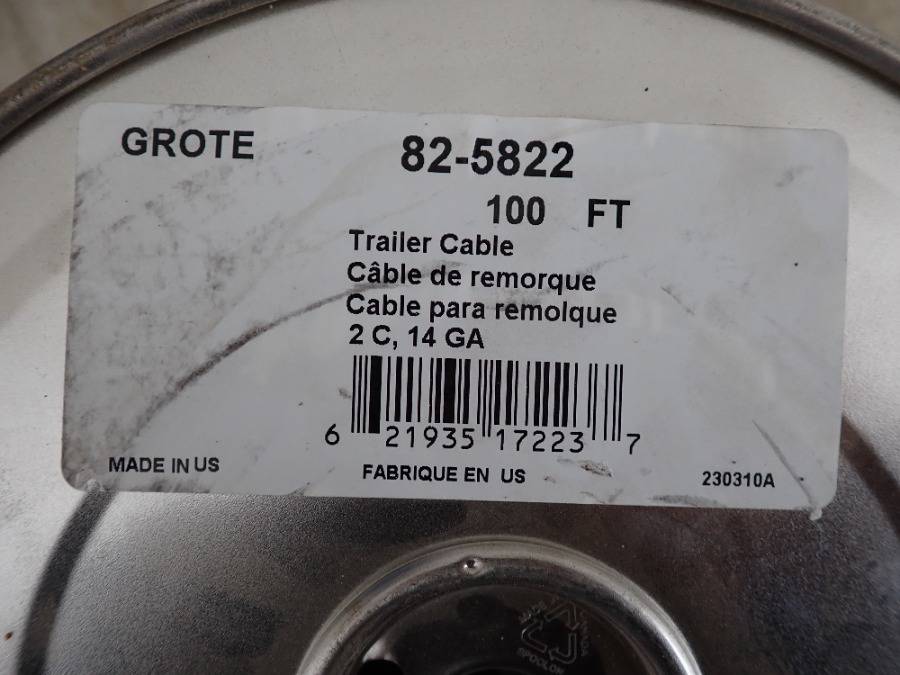 GROTE 82-5822
100 FT
Trailer Cable
Câble de remorque
Cable para remolque
2 C, 14 GA
6 21935 17223 7
MADE IN US FABRIQUE EN US 230310A